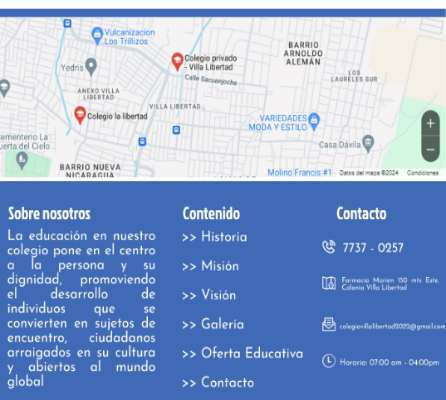 Vulcanizacion
Los Trillizos
Yedris
Colegio privado
- Villa Libertad
Calle Sacuanjoche
BARRIO
ARNOLDO
ALEMÁN
LOS
LAURELES SUR
ANEXO VILLA
LIBERTAD
VILLA LIBERTAD
Colegio la libertad
VARIEDADES
MODA Y ESTILO
Casa Dávila
ementerio La
uerta del Cielo
BARRIO NUEVA
NICARAGUA
Molino Francis #1
Datos del mapa ©2024
Condiciones
Sobre nosotros
La educación en nuestro
colegio pone en el centro
a la persona y su
dignidad, promoviendo
el desarrollo de
individuos que se
convierten en sujetos de
encuentro, ciudadanos
arraigados en su cultura
y abiertos al mundo
global
Contenido
>> Historia
>> Misión
>> Visión
>> Galería
>> Oferta Educativa
>> Contacto
Contacto
7737 - 0257
Farmacia Marien 150 mts Este,
Colonia Villa Libertad
colegiovillalibertad2022@gmail.com
Horario: 07:00 am - 04:00pm